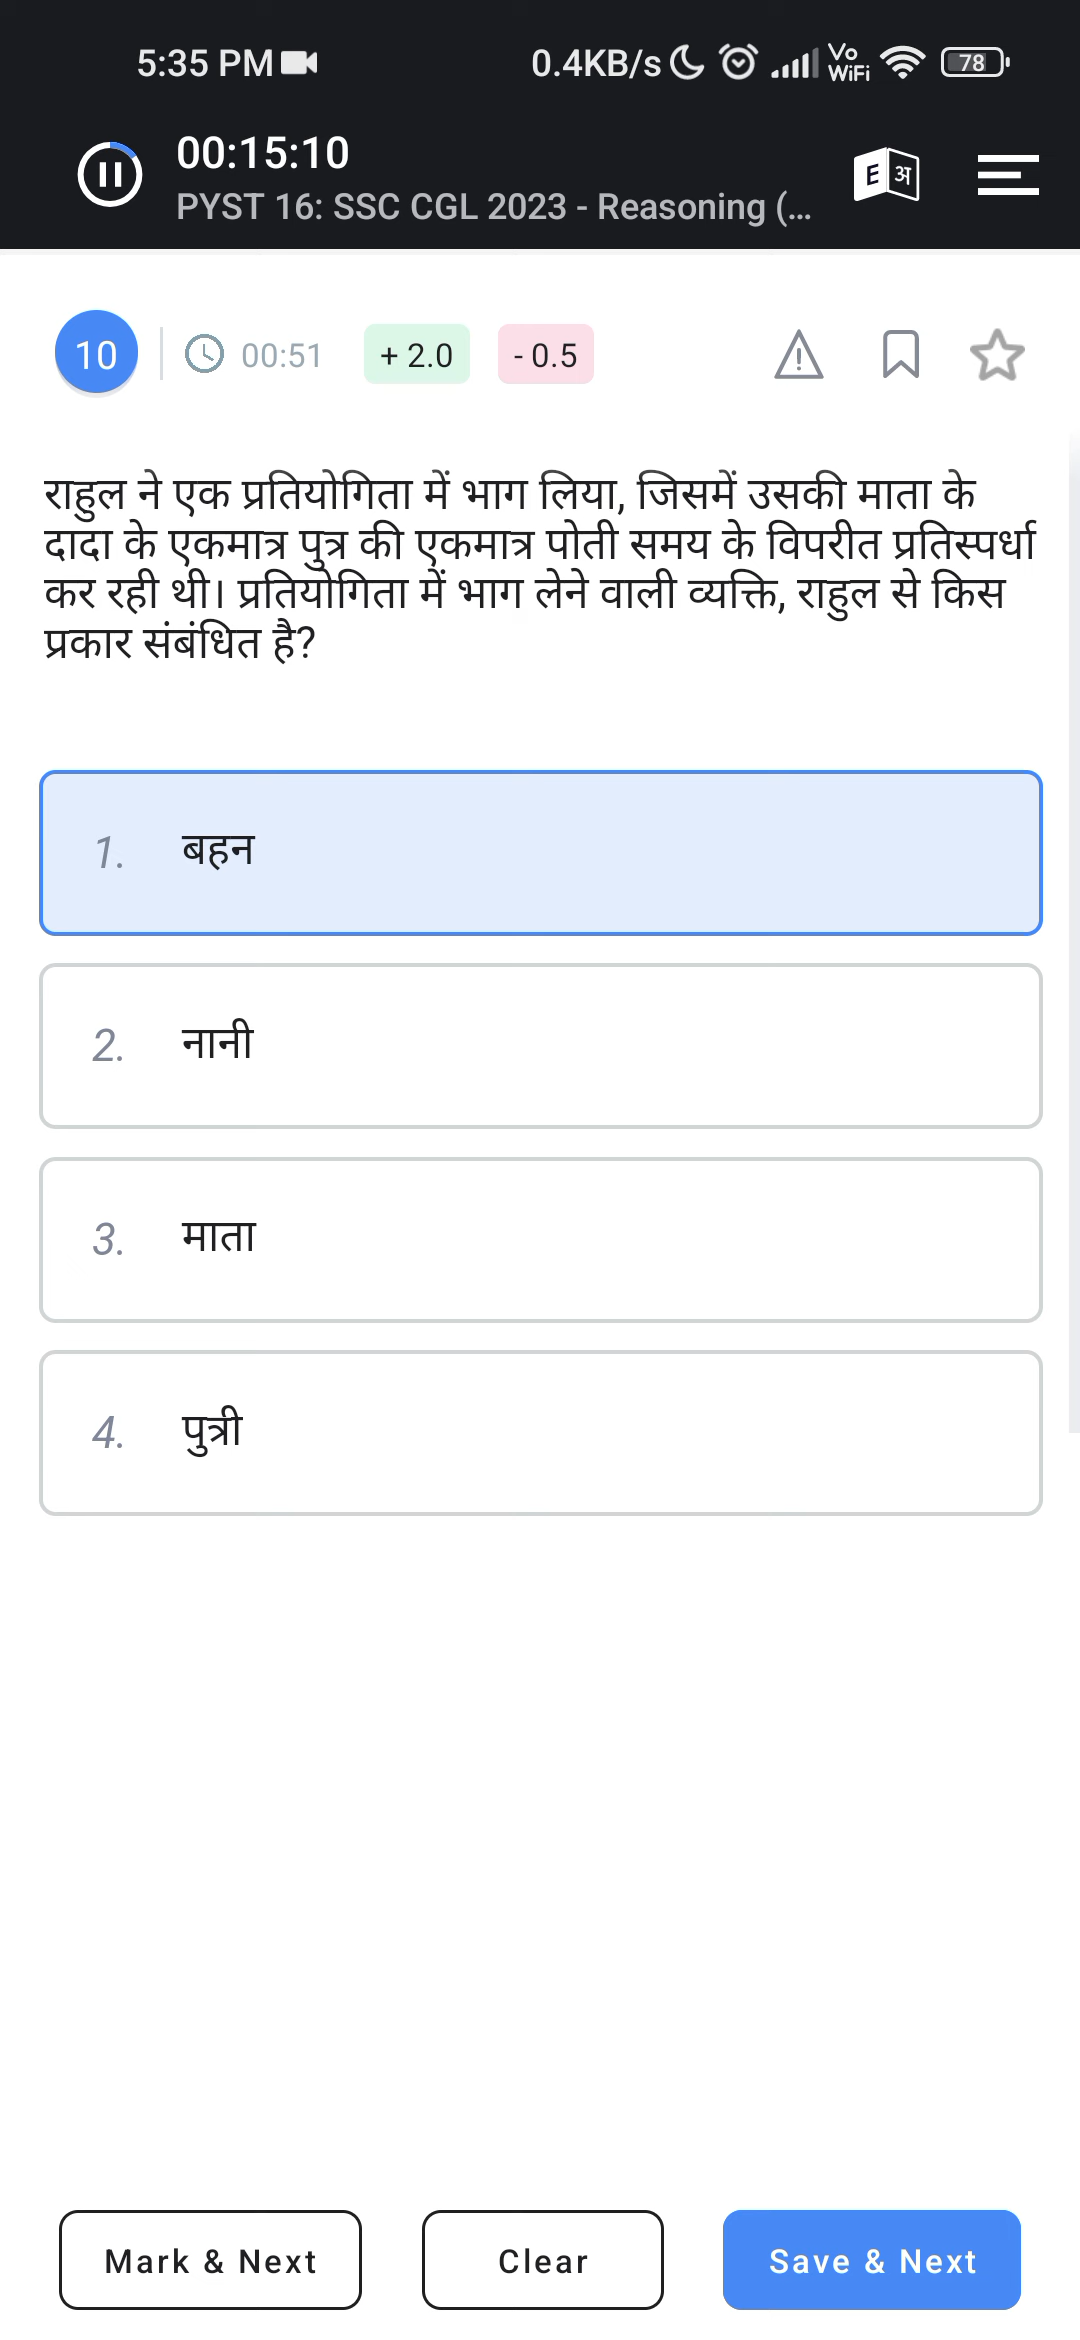 5:35 PM
0.4KB/s
Vo
WiFi
78
00:15:10
PYST 16: SSC CGL 2023 - Reasoning (...
E अ
10
00:51
+ 2.0
- 0.5
राहुल ने एक प्रतियोगिता में भाग लिया, जिसमें उसकी माता के
दादा के एकमात्र पुत्र की एकमात्र पोती समय के विपरीत प्रतिस्पर्धा
कर रही थी। प्रतियोगिता में भाग लेने वाली व्यक्ति, राहुल से किस
प्रकार संबंधित है?
1. बहन
2. नानी
3. माता
4. पुत्री
Mark & Next
Clear
Save & Next